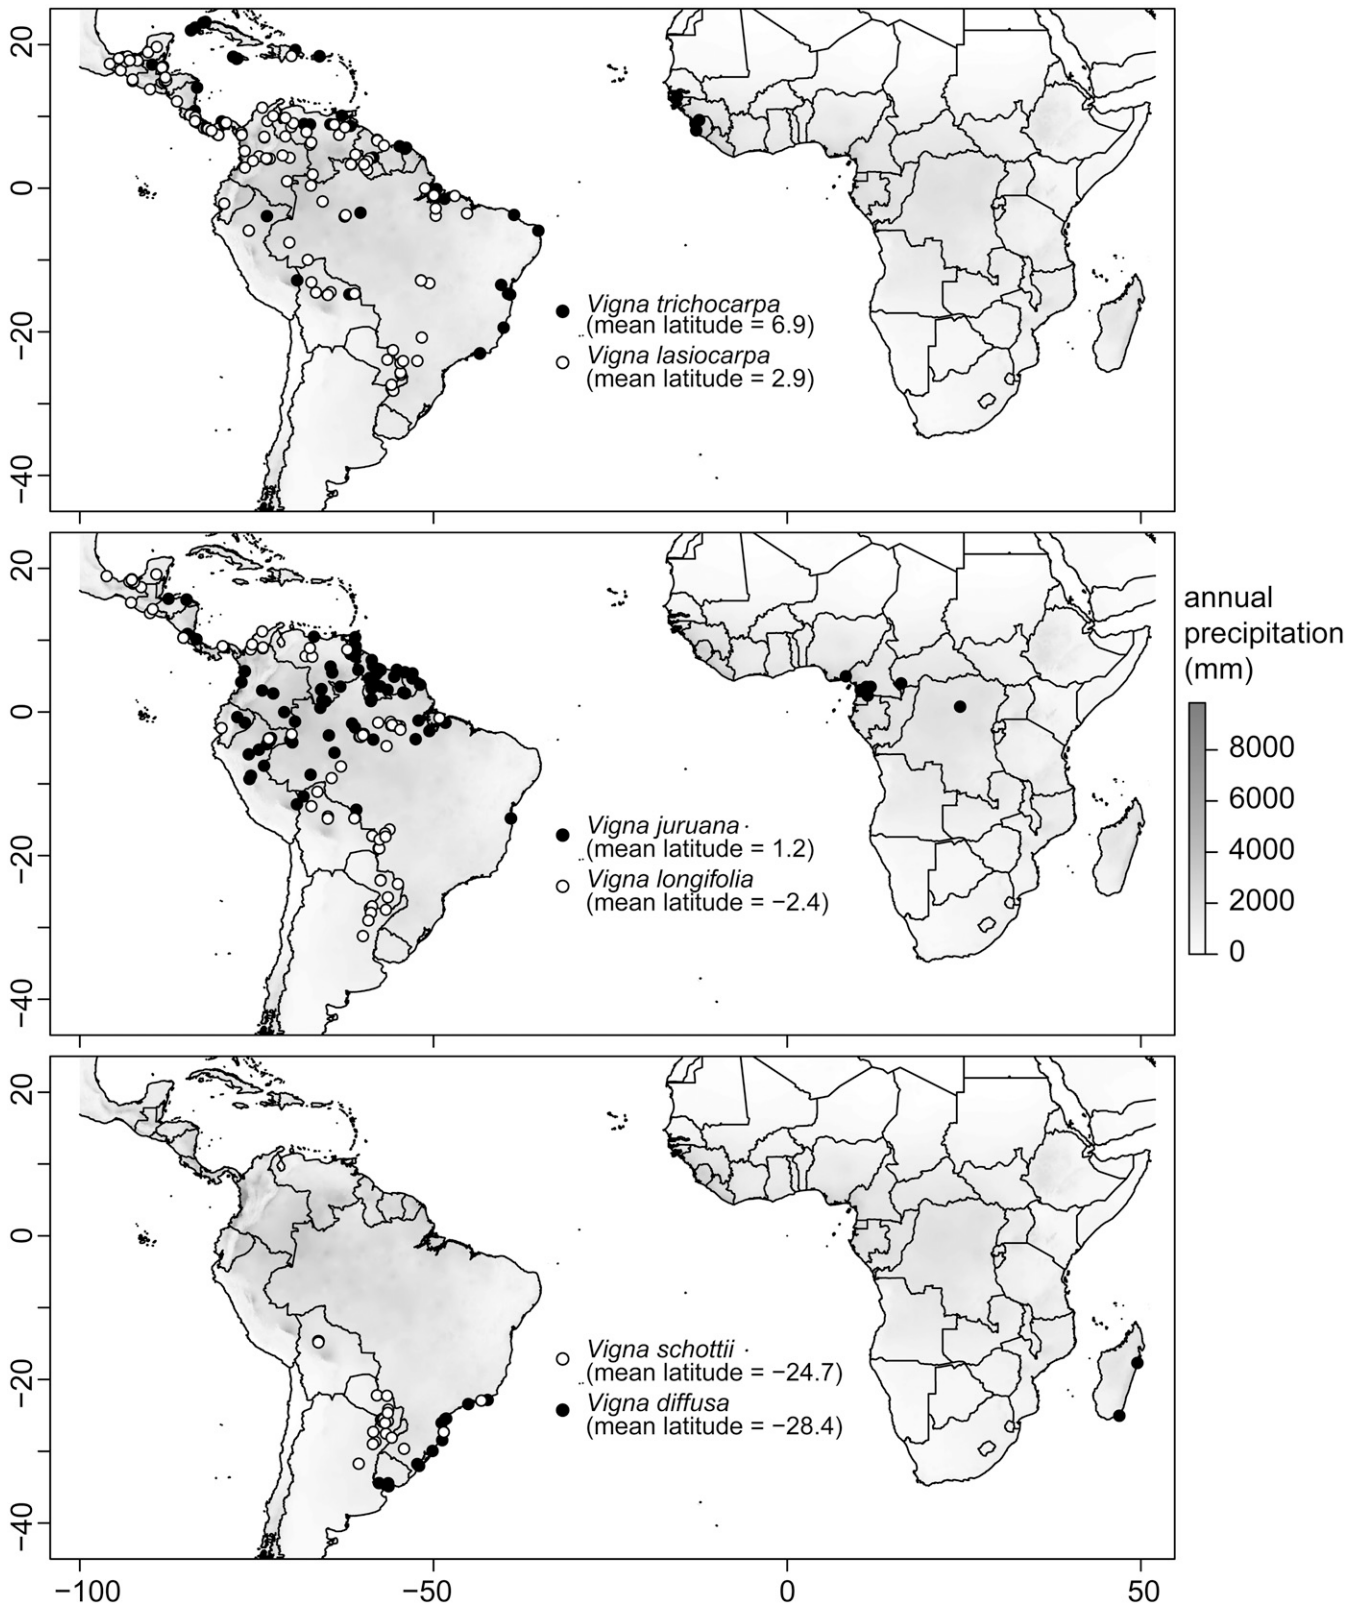 20
0
−20
−40
Vigna trichocarpa
(mean latitude = 6.9)
Vigna lasiocarpa
(mean latitude = 2.9)
20
0
−20
−40
Vigna juruana
(mean latitude = 1.2)
Vigna longifolia
(mean latitude = −2.4)
annual
precipitation
(mm)
8000
6000
4000
2000
0
20
0
−20
−40
Vigna schottii
(mean latitude = −24.7)
Vigna diffusa
(mean latitude = −28.4)
−100 −50 0 50